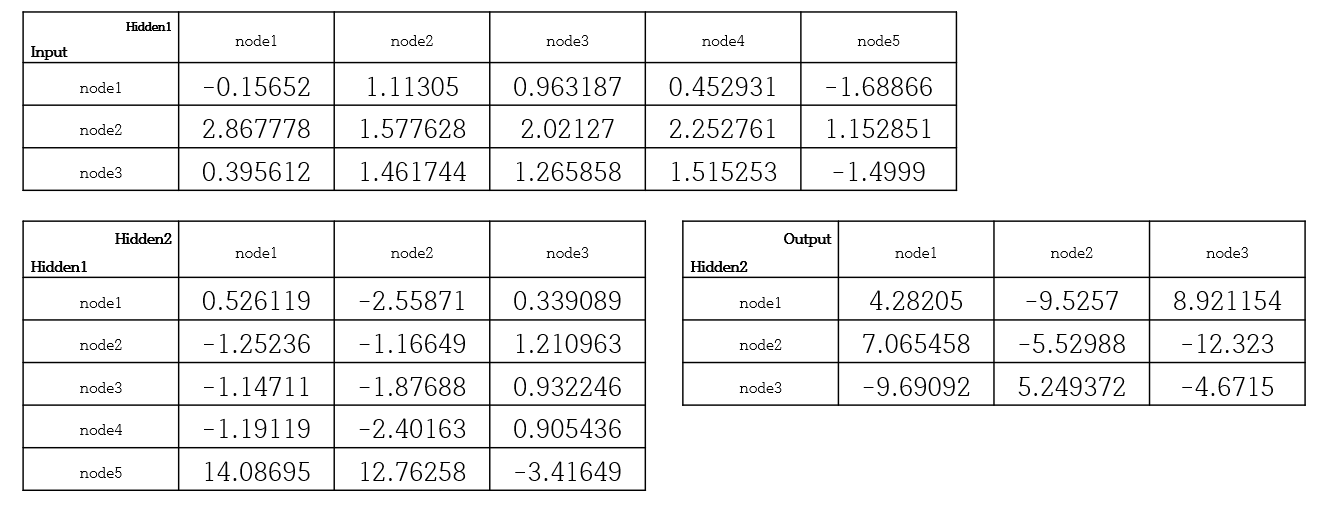 Hidden1
Input node1 node2 node3 node4 node5
node1 -0.15652 1.11305 0.963187 0.452931 -1.68866
node2 2.867778 1.577628 2.02127 2.252761 1.152851
node3 0.395612 1.461744 1.265858 1.515253 -1.4999
Hidden2
Hidden1 node1 node2 node3
node1 0.526119 -2.55871 0.339089
node2 -1.25236 -1.16649 1.210963
node3 -1.14711 -1.87688 0.932246
node4 -1.19119 -2.40163 0.905436
node5 14.08695 12.76258 -3.41649
Output
Hidden2 node1 node2 node3
node1 4.28205 -9.5257 8.921154
node2 7.065458 -5.52988 -12.323
node3 -9.69092 5.249372 -4.6715